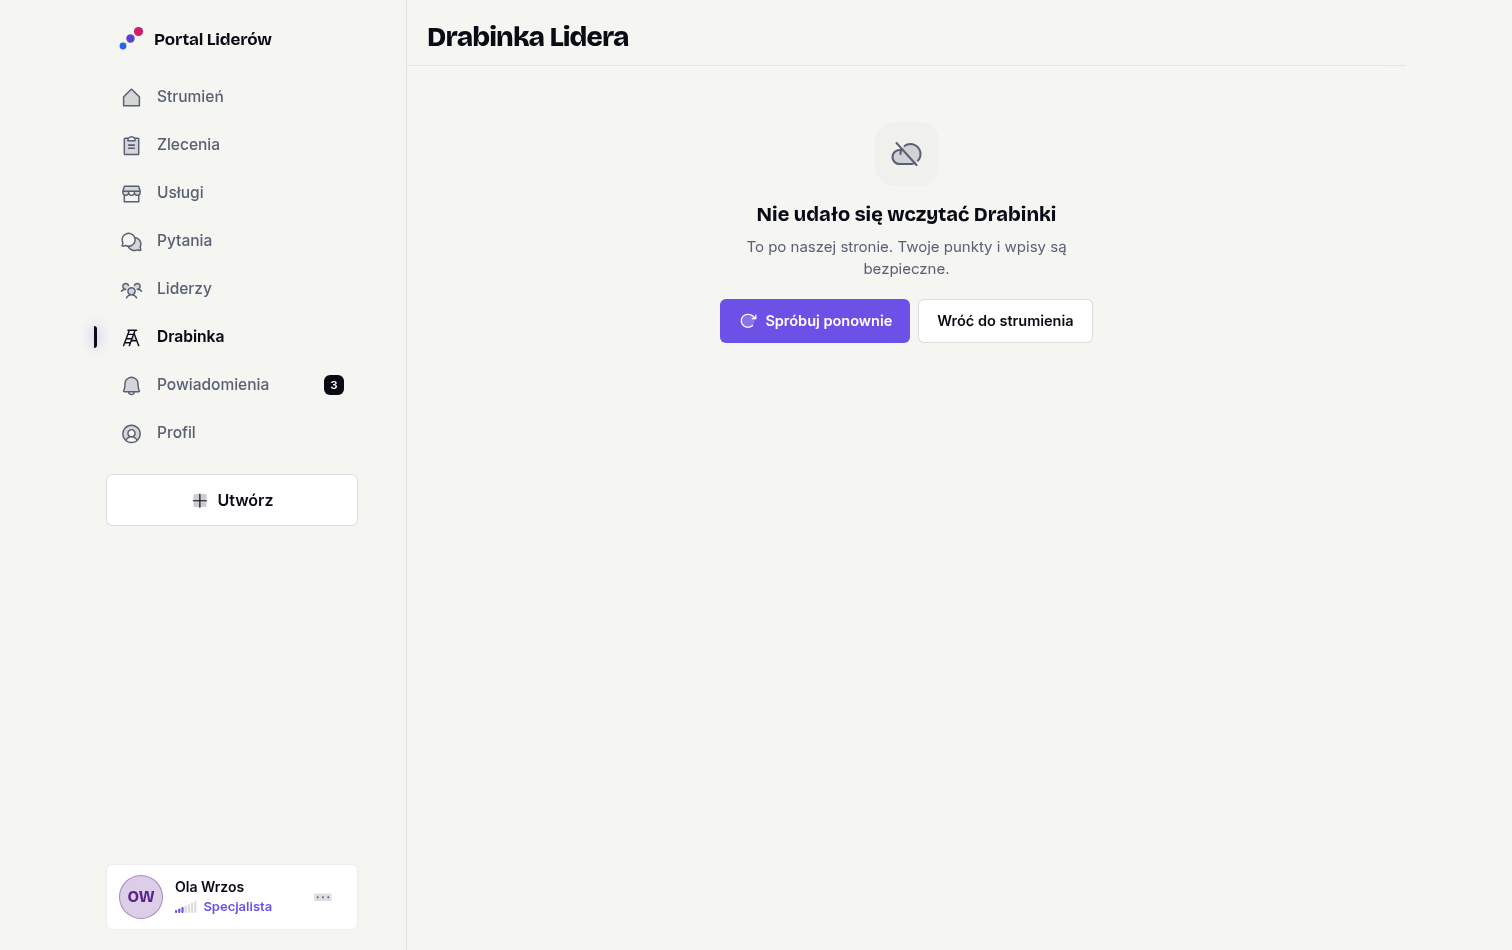 Portal Liderów
Strumień
Zlecenia
Usługi
Pytania
Liderzy
Drabinka
Powiadomienia 3
Profil
Utwórz
OW
Ola Wrzos
Specjalista
Drabinka Lidera
Nie udało się wczytać Drabinki
To po naszej stronie. Twoje punkty i wpisy są
bezpieczne.
Spróbuj ponownie
Wróć do strumienia